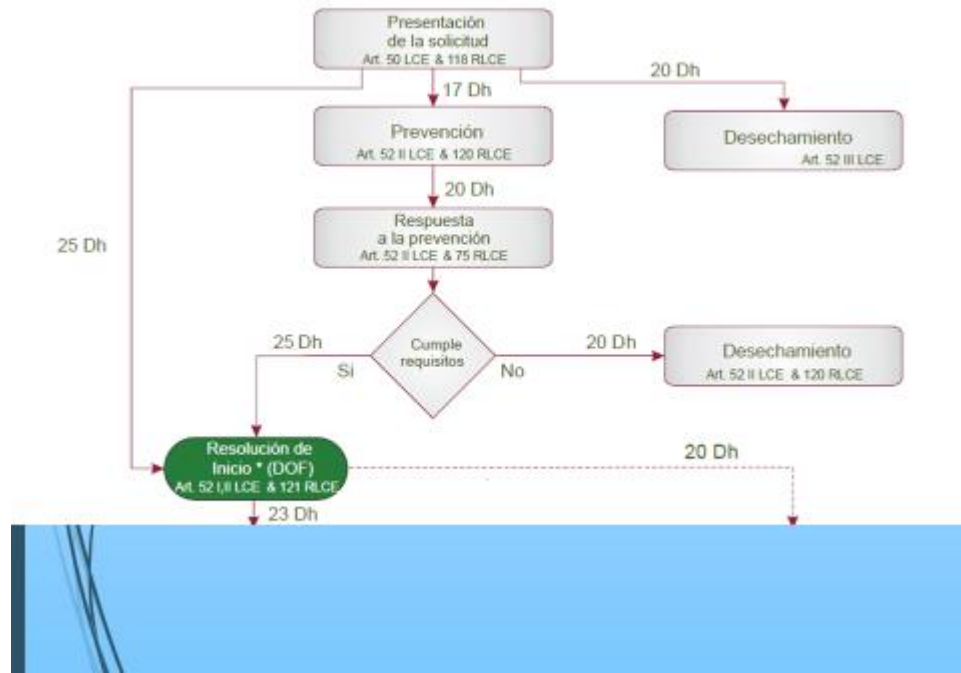 Presentación
de la solicitud
Art. 50 LCE & 118 RLCE
20 Dh
17 Dh
Prevención
Art. 52 II LCE & 120 RLCE
Desechamiento
Art. 52 III LCE
20 Dh
Respuesta
a la prevención
Art. 52 II LCE & 75 RLCE
25 Dh
25 Dh
Si
Cumple
requisitos
20 Dh
No
Desechamiento
Art. 52 II LCE & 120 RLCE
Resolución de
Inicio * (DOF)
Art. 52 I,II LCE & 121 RLCE
20 Dh
23 Dh